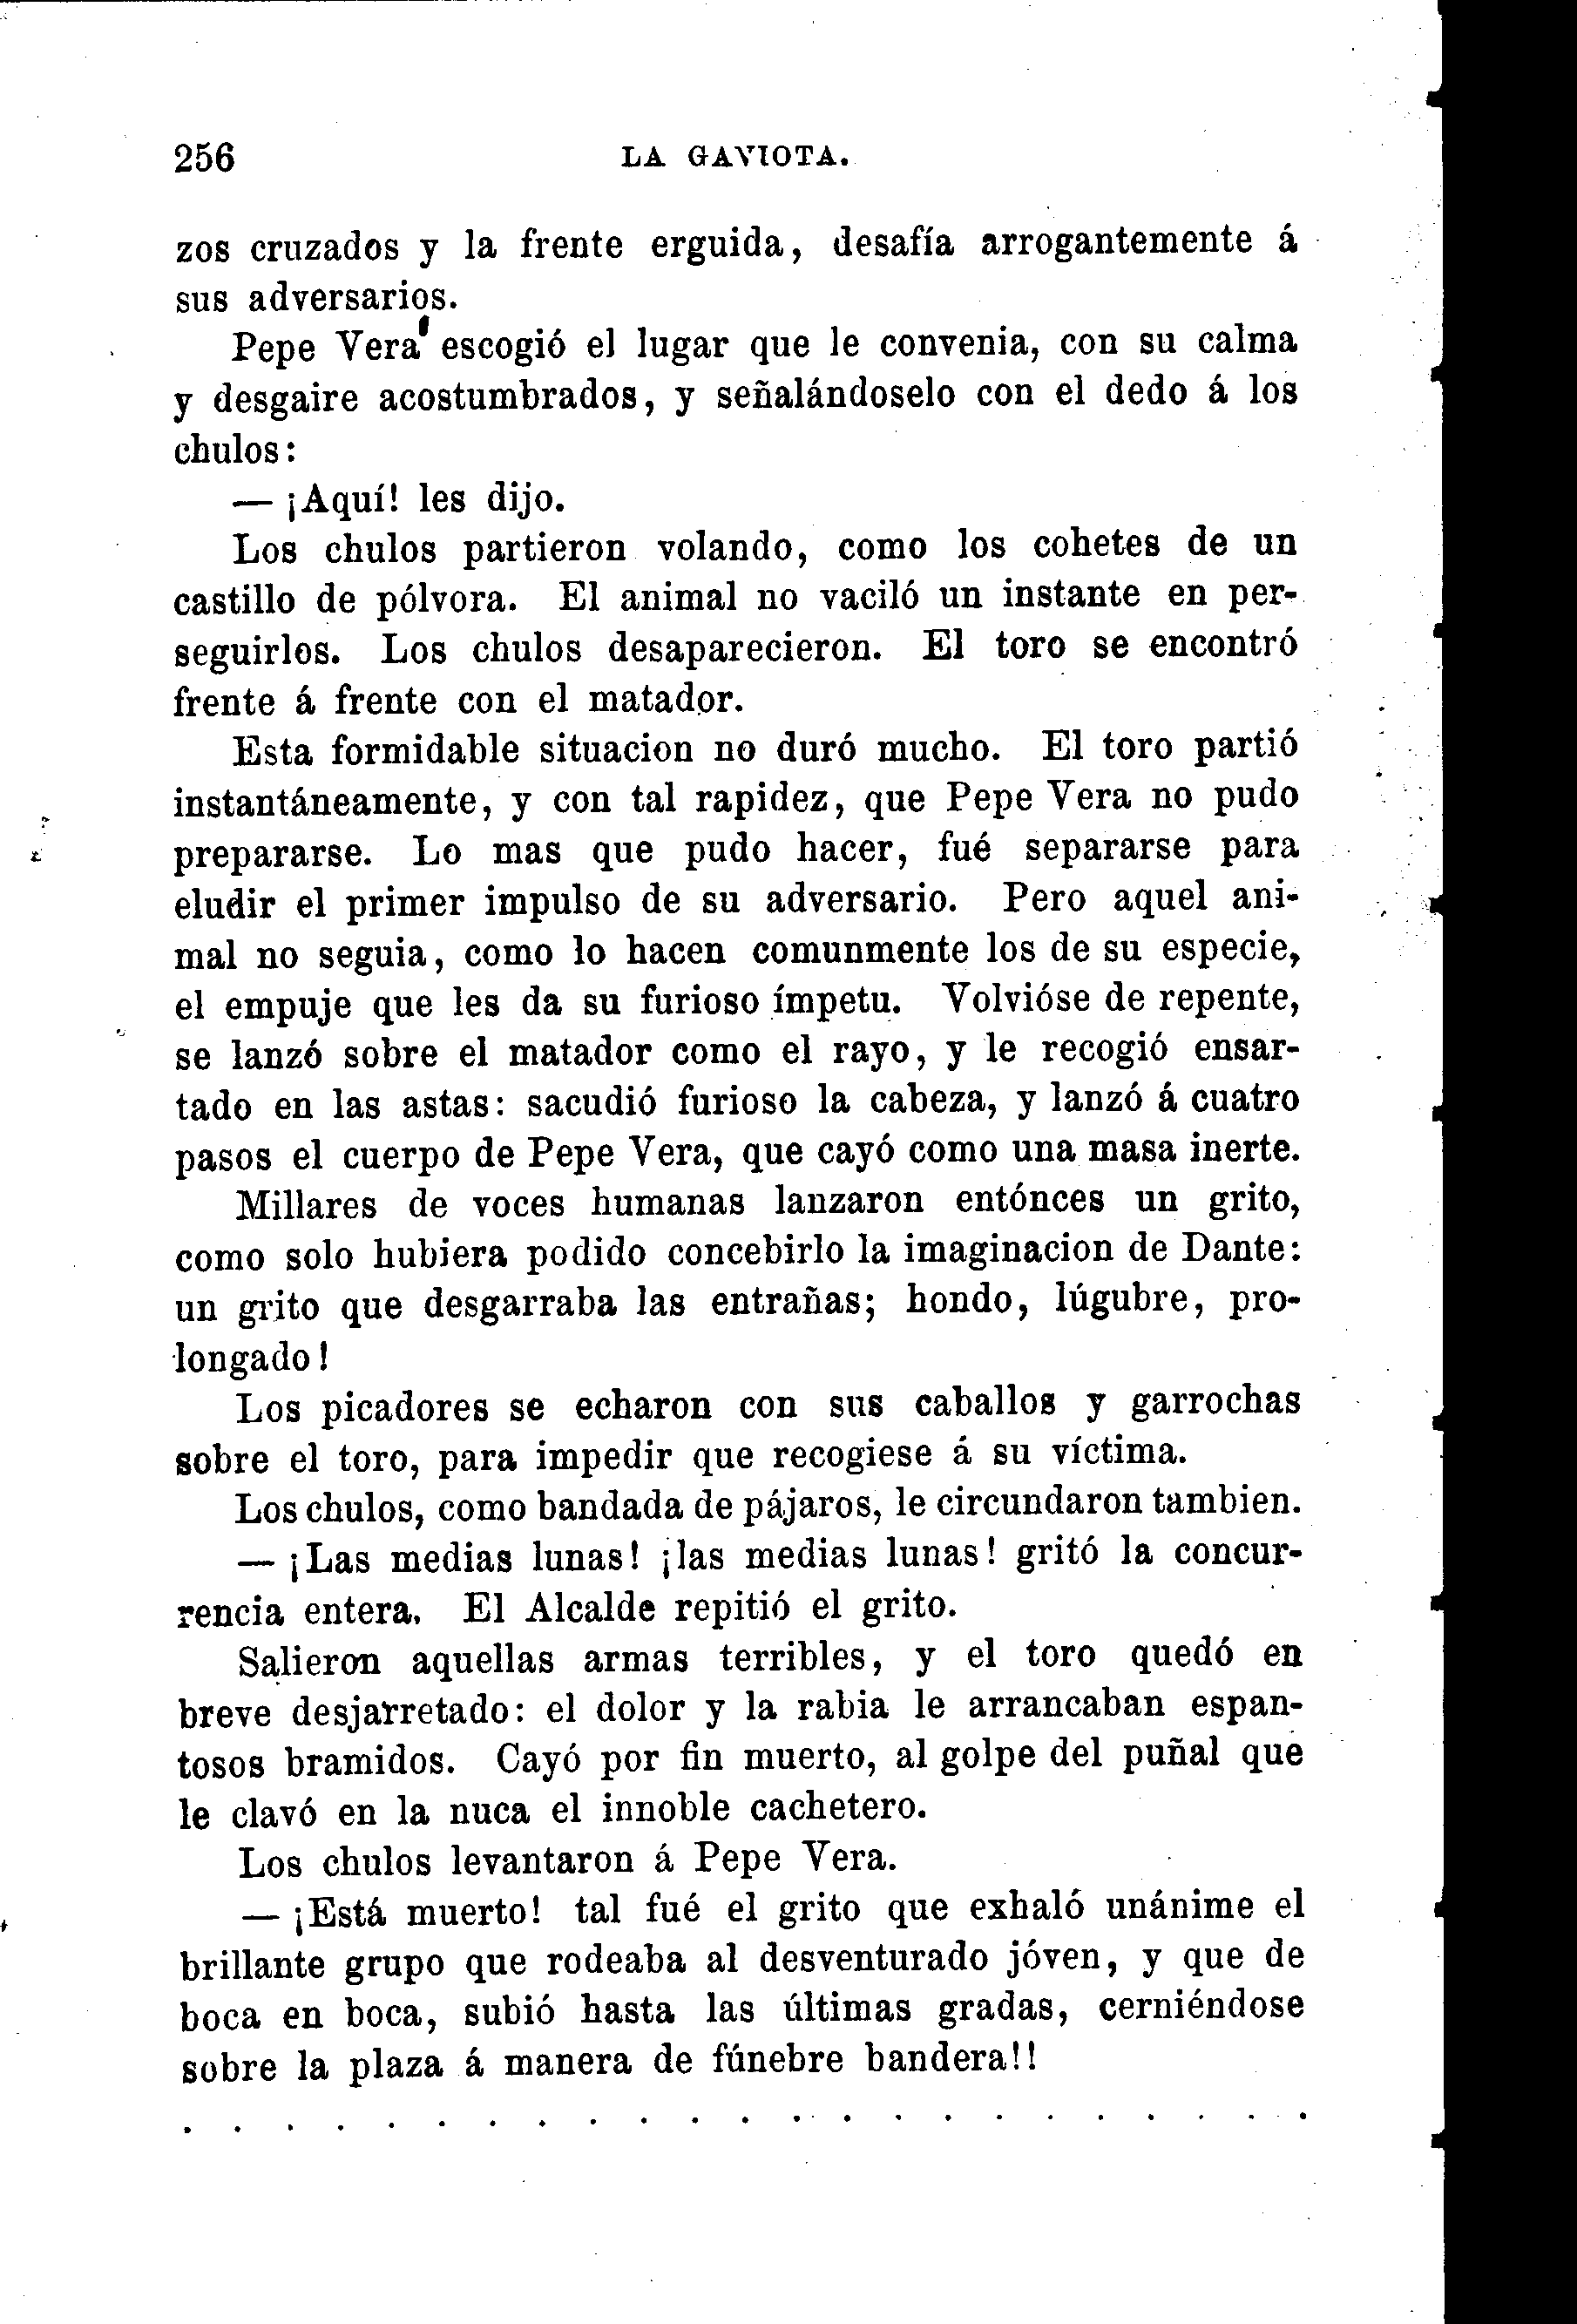 256 LA GAVIOTA.
zos cruzados y la frente erguida, desafía arrogantemente á
sus adversarios.
Pepe Vera escogió el lugar que le convenia, con su calma
y desgaire acostumbrados, y señalándoselo con el dedo á los
chulos:
— ¡Aquí! les dijo.
Los chulos partieron volando, como los cohetes de un
castillo de pólvora. El animal no vaciló un instante en per-
seguirlos. Los chulos desaparecieron. El toro se encontró
frente á frente con el matador.
Esta formidable situacion no duró mucho. El toro partió
instantáneamente, y con tal rapidez, que Pepe Vera no pudo
prepararse. Lo mas que pudo hacer, fué separarse para
eludir el primer impulso de su adversario. Pero aquel ani-
mal no seguia, como lo hacen comunmente los de su especie,
el empuje que les da su furioso ímpetu. Volvióse de repente,
se lanzó sobre el matador como el rayo, y le recogió ensar-
tado en las astas: sacudió furioso la cabeza, y lanzó á cuatro
pasos el cuerpo de Pepe Vera, que cayó como una masa inerte.
Millares de voces humanas lanzaron entónces un grito,
como solo hubiera podido concebirlo la imaginacion de Dante:
un grito que desgarraba las entrañas; hondo, lúgubre, pro-
longado!
Los picadores se echaron con sus caballos y garrochas
sobre el toro, para impedir que recogiese á su víctima.
Los chulos, como bandada de pájaros, le circundaron tambien.
— ¡Las medias lunas! ¡las medias lunas! gritó la concur-
rencia entera. El Alcalde repitió el grito.
Salieron aquellas armas terribles, y el toro quedó en
breve desjarretado: el dolor y la rabia le arrancaban espan-
tosos bramidos. Cayó por fin muerto, al golpe del puñal que
le clavó en la nuca el innoble cachetero.
Los chulos levantaron á Pepe Vera.
— ¡Está muerto! tal fué el grito que exhaló unánime el
brillante grupo que rodeaba al desventurado jóven, y que de
boca en boca, subió hasta las últimas gradas, cerniéndose
sobre la plaza á manera de fúnebre bandera!!
. . . . . . . . . . . . . . . . . . . . . . .